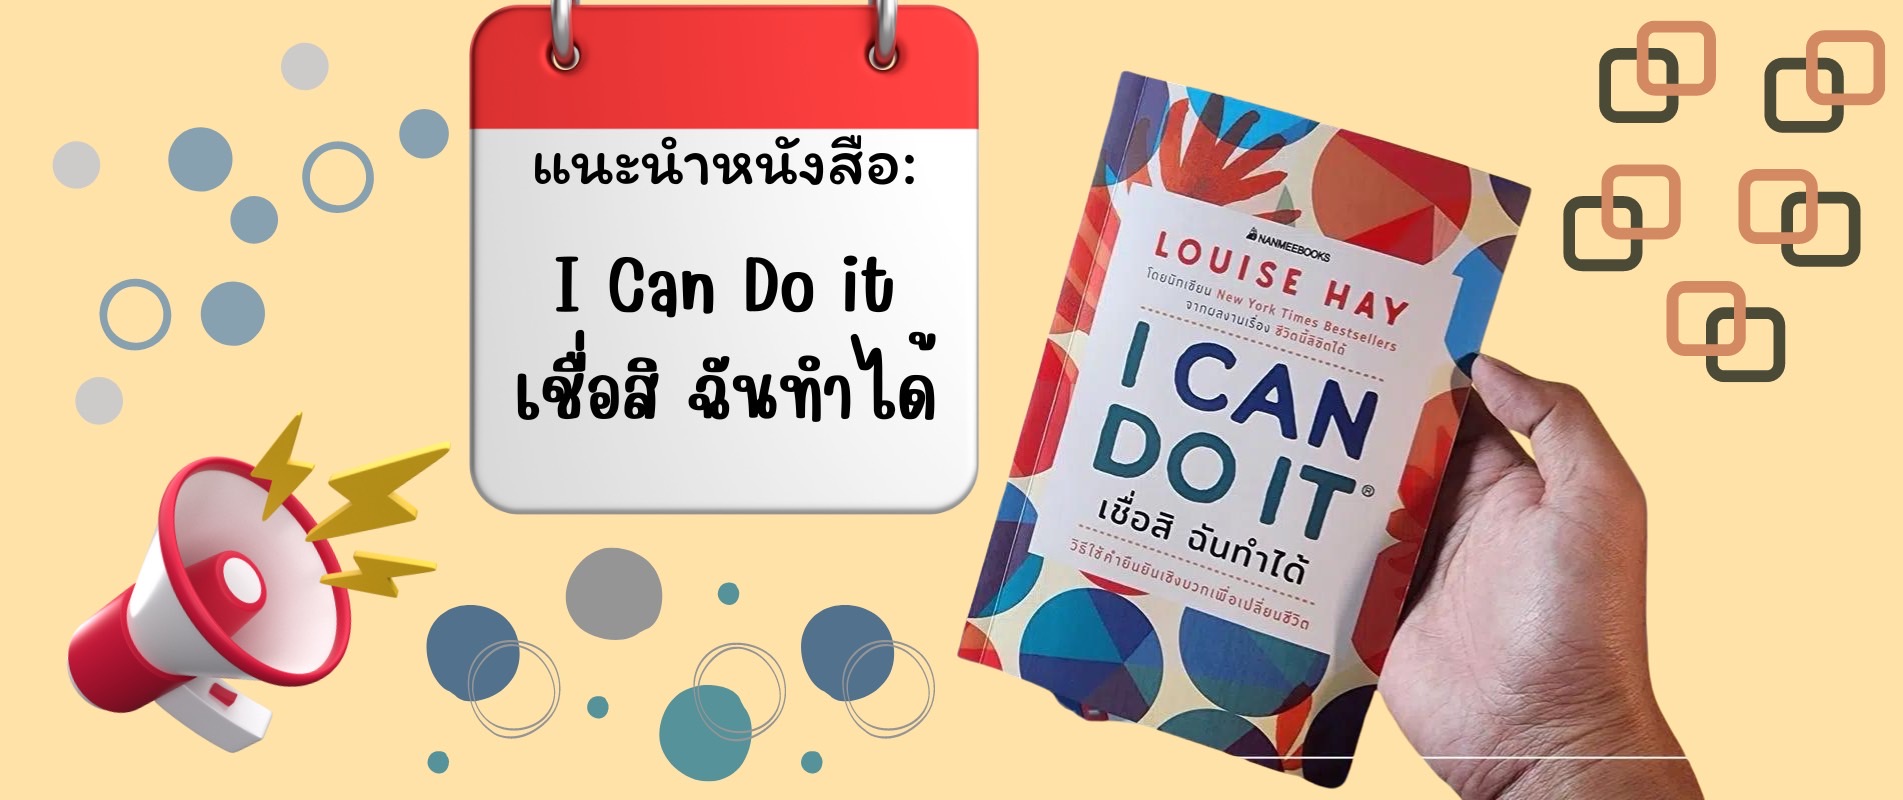 แนะนำหนังสือ:
I Can Do it
เชื่อสิ ฉันทำได้
NANMEEBOOKS
LOUISE HAY
โดยนักเขียน New York Times Bestsellers
จากผลงานเรื่อง ชีวิตนี้ลิขิตได้
I CAN
DO IT®
เชื่อสิ ฉันทำได้
วิธีใช้คำยืนยันเชิงบวกเพื่อเปลี่ยนชีวิต